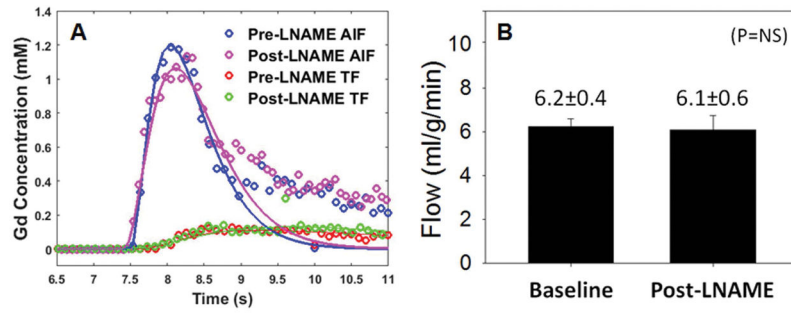 A
Pre-LNAME AIF
Post-LNAME AIF
Pre-LNAME TF
Post-LNAME TF
Gd Concentration (mM)
1.4
1.2
1
0.8
0.6
0.4
0.2
0
6.5 7 7.5 8 8.5 9 9.5 10 10.5 11
Time (s)
B
(P=NS)
Flow (ml/g/min)
10
8
6
4
2
0
6.2±0.4 6.1±0.6
Baseline Post-LNAME